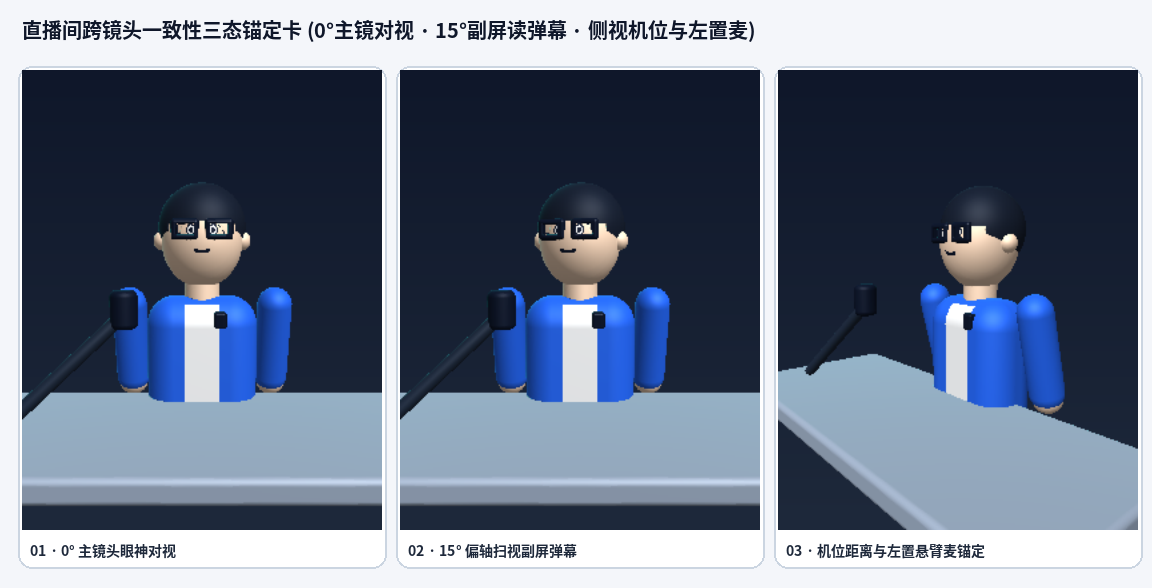 直播间跨镜头一致性三态锚定卡 (0°主镜对视 · 15°副屏读弹幕 · 侧视机位与左置麦)
01 · 0° 主镜头眼神对视
02 · 15° 偏轴扫视副屏弹幕
03 · 机位距离与左置悬臂麦锚定